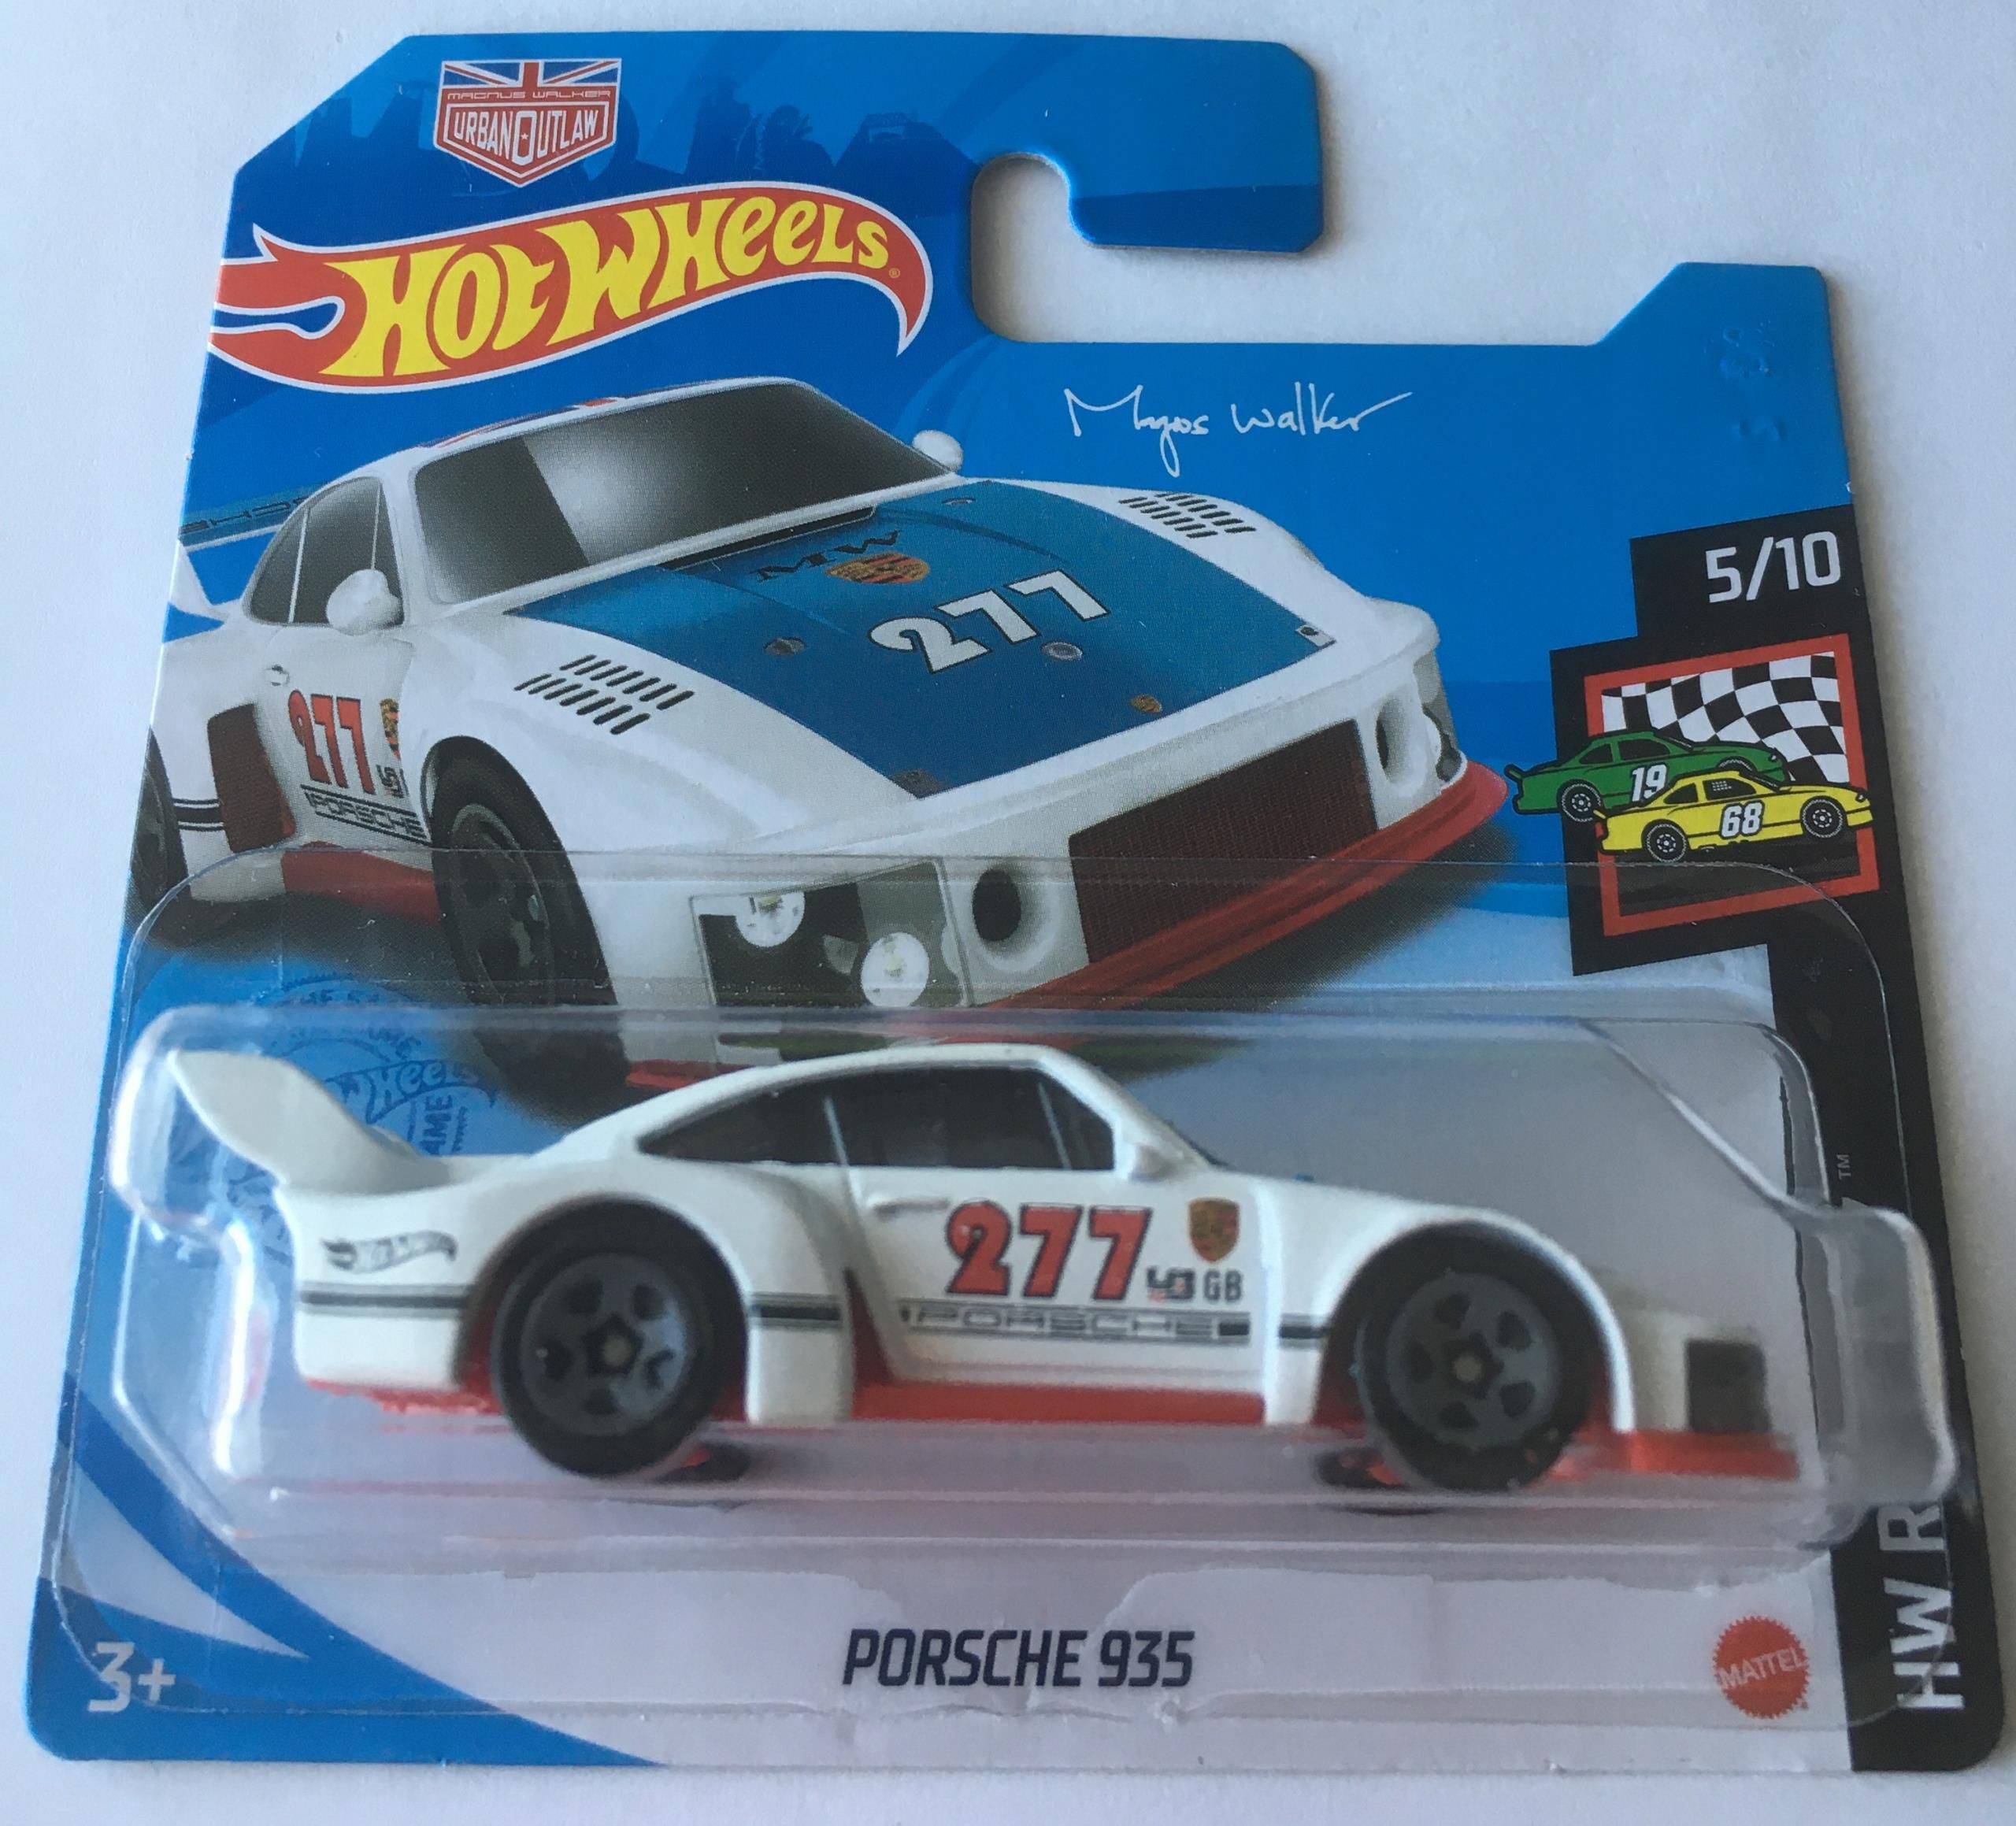 MAGNUS WALKER
URBAN OUTLAW
HOT WHEELS
Magnus Walker
5/10
MW
277
277
PORSCHE
19
68
277
GB
PORSCHE
TM
HW R
PORSCHE 935
3+
MATTEL